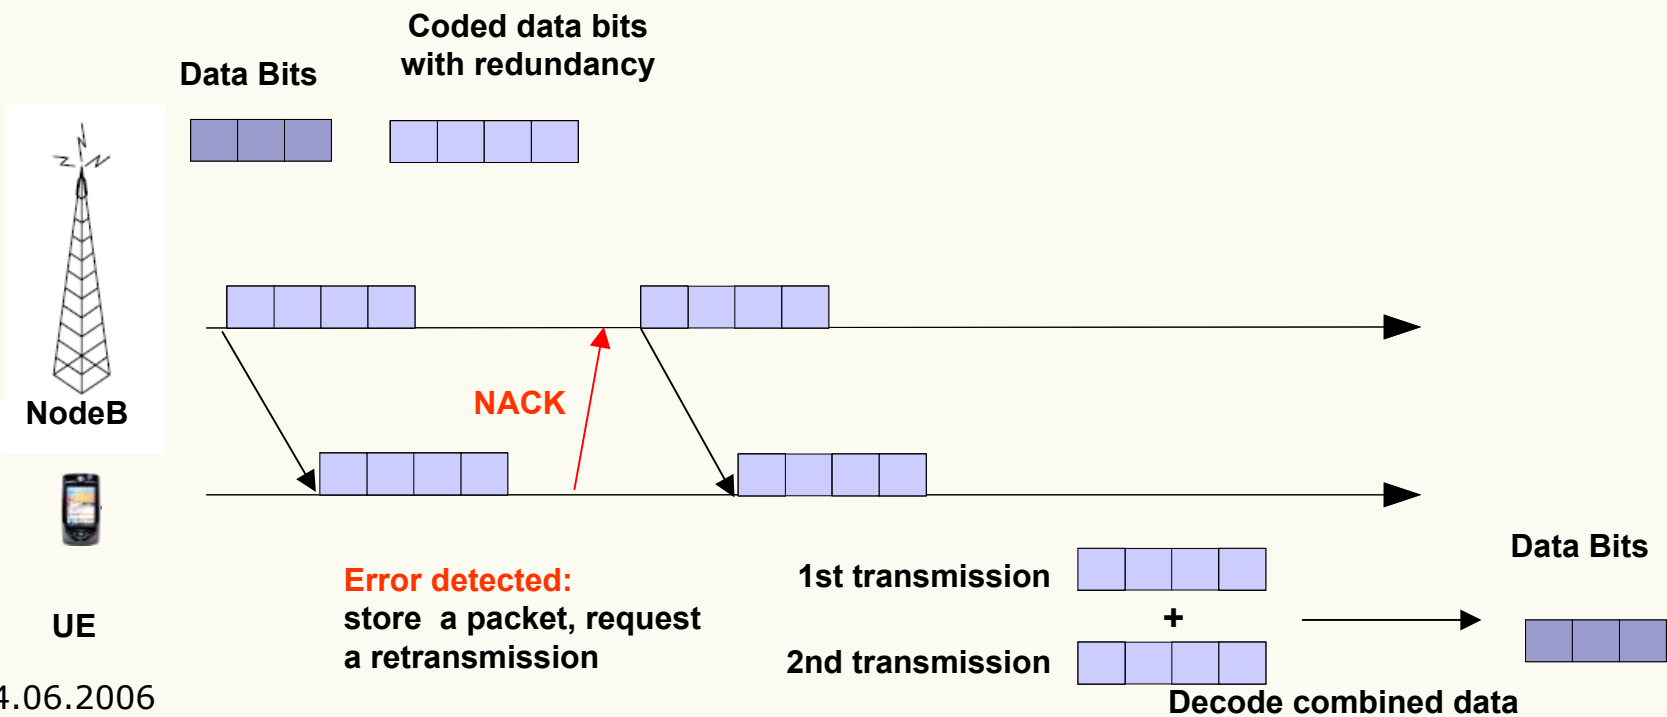 Coded data bits
with redundancy
Data Bits
NodeB
NACK
UE
Error detected:
store a packet, request
a retransmission
1st transmission
+
2nd transmission
Data Bits
Decode combined data
4.06.2006